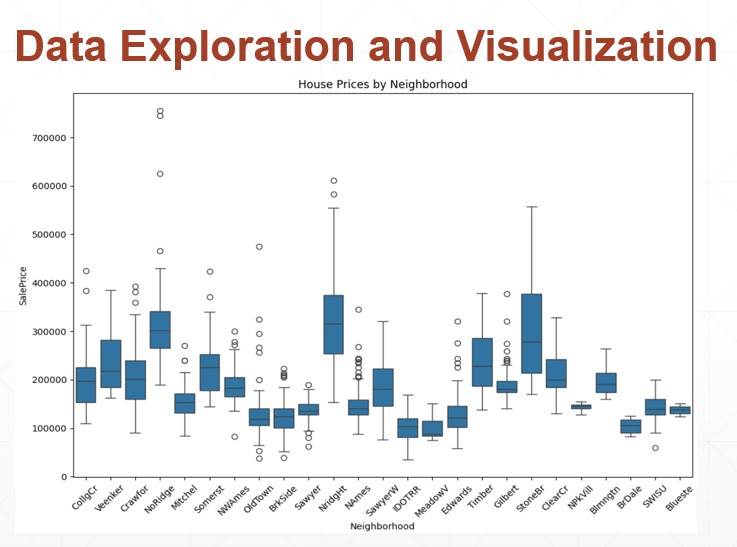 Data Exploration and Visualization
House Prices by Neighborhood
SalePrice
700000
600000
500000
400000
300000
200000
100000
0
CollgCr
Veenker
Crawfor
NoRidge
Mitchel
Somerst
NWAmes
OldTown
BrkSide
Sawyer
NridgHt
NAmes
SawyerW
IDOTRR
MeadowV
Edwards
Timber
Gilbert
StoneBr
ClearCr
NPkVill
Blmngtn
BrDale
SWISU
Blueste
Neighborhood